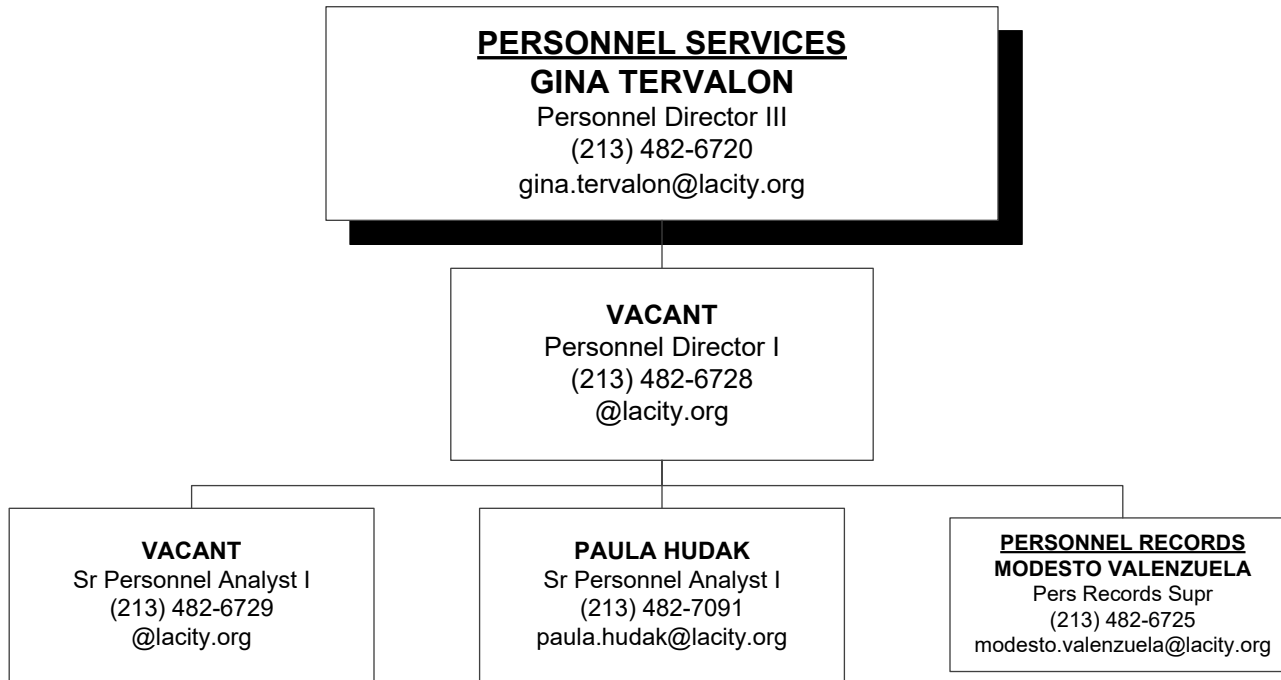 PERSONNEL SERVICES
GINA TERVALON
Personnel Director III
(213) 482-6720
gina.tervalon@lacity.org
VACANT
Personnel Director I
(213) 482-6728
@lacity.org
VACANT
Sr Personnel Analyst I
(213) 482-6729
@lacity.org
PAULA HUDAK
Sr Personnel Analyst I
(213) 482-7091
paula.hudak@lacity.org
PERSONNEL RECORDS
MODESTO VALENZUELA
Pers Records Supr
(213) 482-6725
modesto.valenzuela@lacity.org